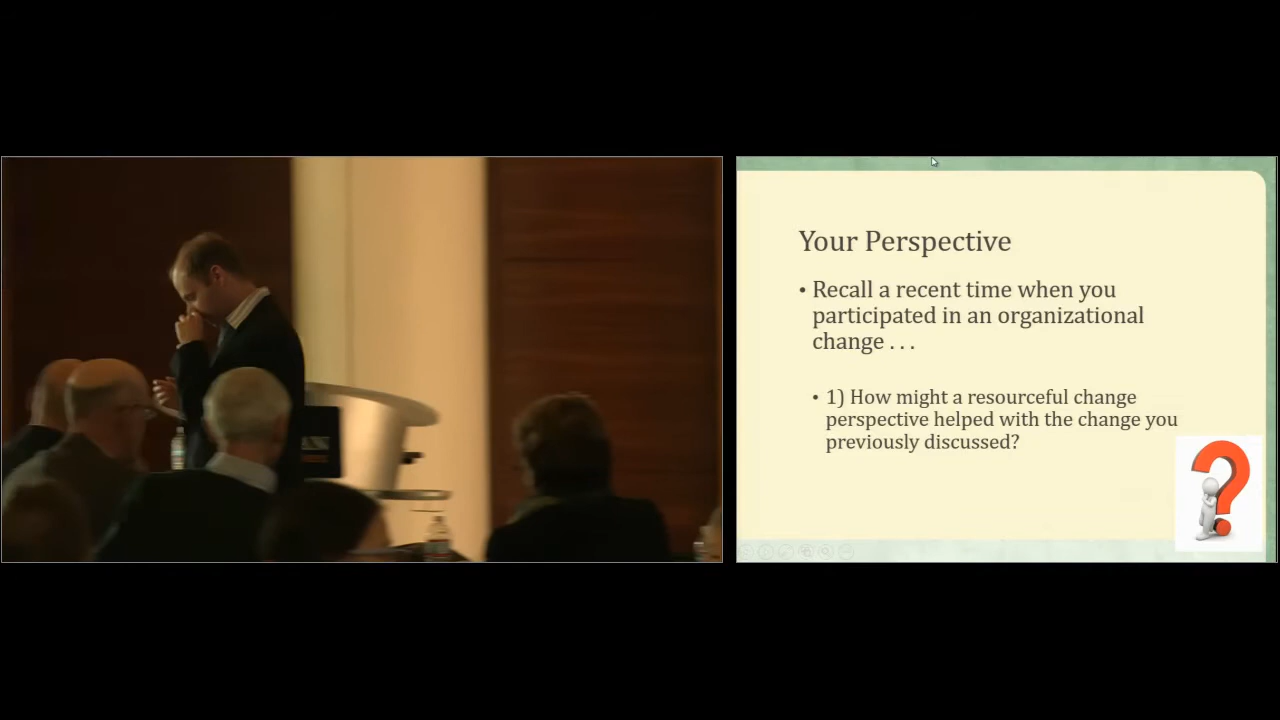 Your Perspective
• Recall a recent time when you
participated in an organizational
change . . .
• 1) How might a resourceful change
perspective helped with the change you
previously discussed?